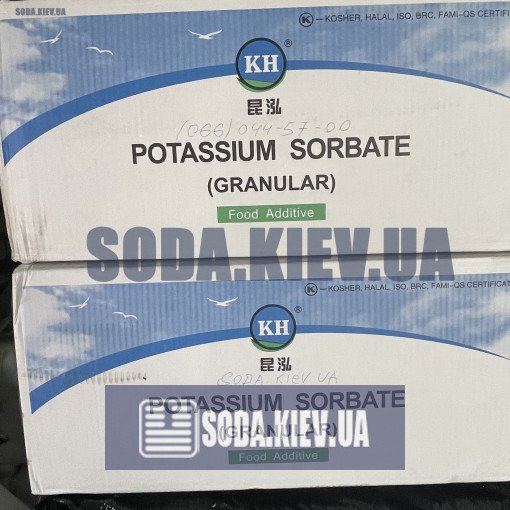 SODA.KIEV.UA
K — KOSHER, HALAL, ISO, BRC, FAMI-QS CERTIFI
KH®
昆泓
(066) 044-57-00
POTASSIUM SORBATE
(GRANULAR)
Food Additive
SODA.KIEV.UA
K — KOSHER, HALAL, ISO, BRC, FAMI-QS CERTIFICAT
KH®
昆泓
SODA.KIEV.UA
POTASSIUM SORBATE
SODA.KIEV.UA
(GRANULAR)
Food Additive